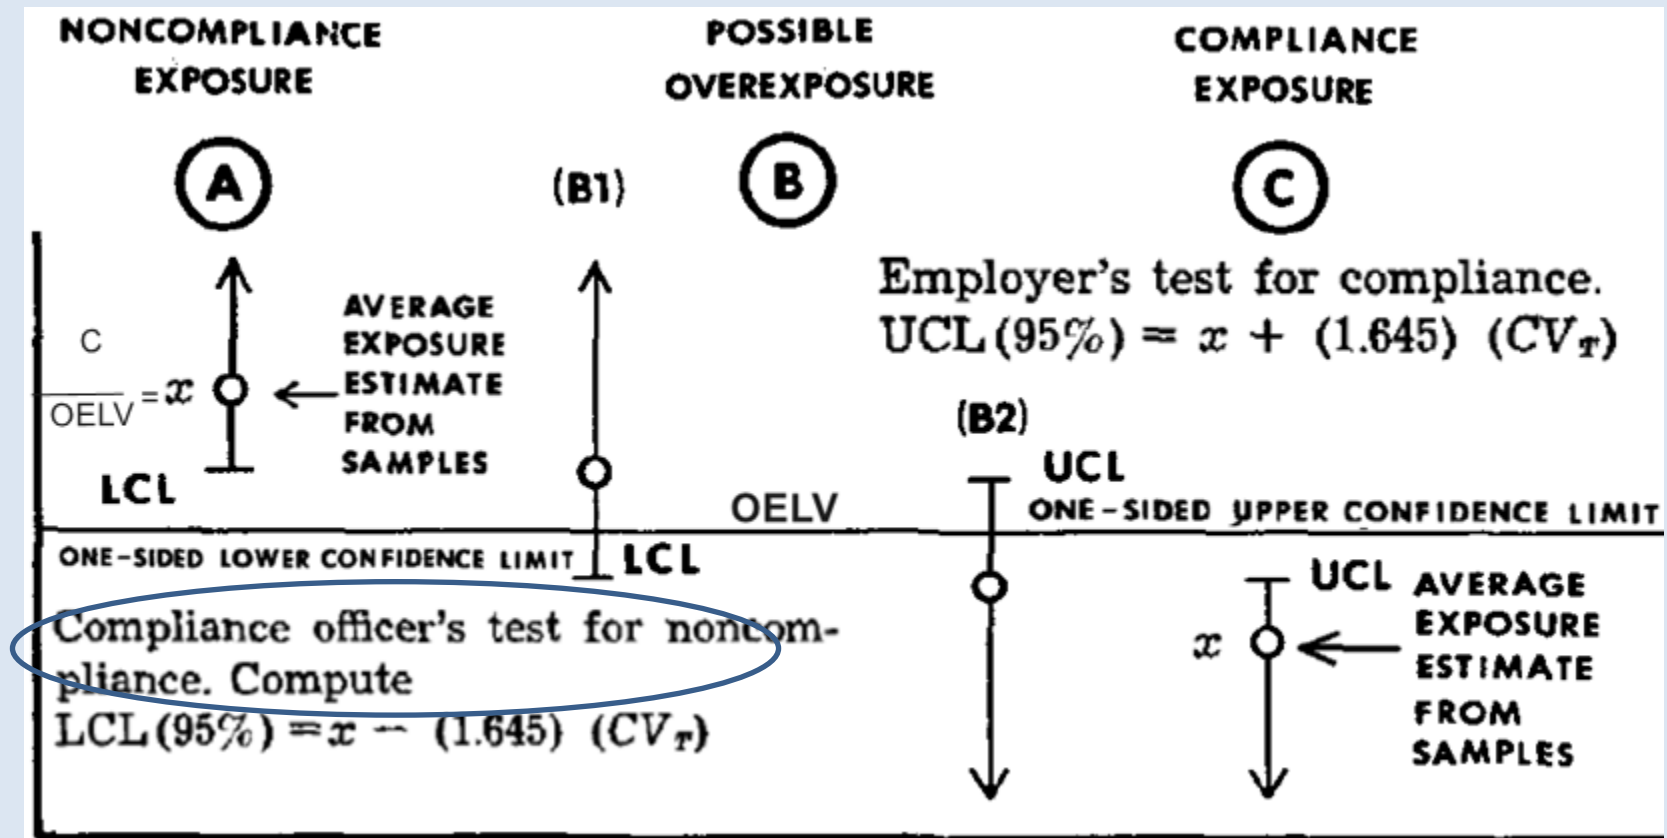 NONCOMPLIANCE
EXPOSURE
POSSIBLE
OVEREXPOSURE
COMPLIANCE
EXPOSURE
A
(B1)
B
C
Employer's test for compliance.
UCL (95%) = x + (1.645) (CV_T)
C
OELV
= x
AVERAGE
EXPOSURE
ESTIMATE
FROM
SAMPLES
LCL
(B2)
UCL
OELV
ONE-SIDED UPPER CONFIDENCE LIMIT
ONE-SIDED LOWER CONFIDENCE LIMIT
LCL
Compliance officer's test for noncom-
pliance. Compute
LCL (95%) = x − (1.645) (CV_T)
UCL
x
AVERAGE
EXPOSURE
ESTIMATE
FROM
SAMPLES